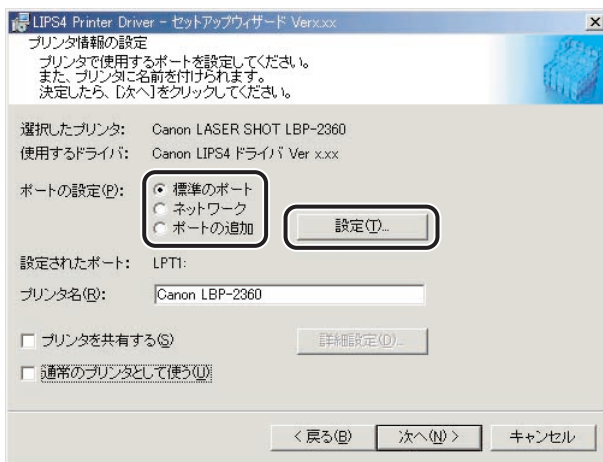 LIPS4 Printer Driver - セットアップウィザード Verx.xx
プリンタ情報の設定
プリンタで使用するポートを設定してください。
また、プリンタに名前を付けられます。
決定したら、[次へ]をクリックしてください。
選択したプリンタ: Canon LASER SHOT LBP-2360
使用するドライバ: Canon LIPS4 ドライバ Ver x.xx
ポートの設定(P): 標準のポート
ネットワーク
ポートの追加 設定(T)...
設定されたポート: LPT1:
プリンタ名(R): Canon LBP-2360
プリンタを共有する(S) 詳細設定(D)...
通常のプリンタとして使う(U)
< 戻る(B) 次へ(N) > キャンセル